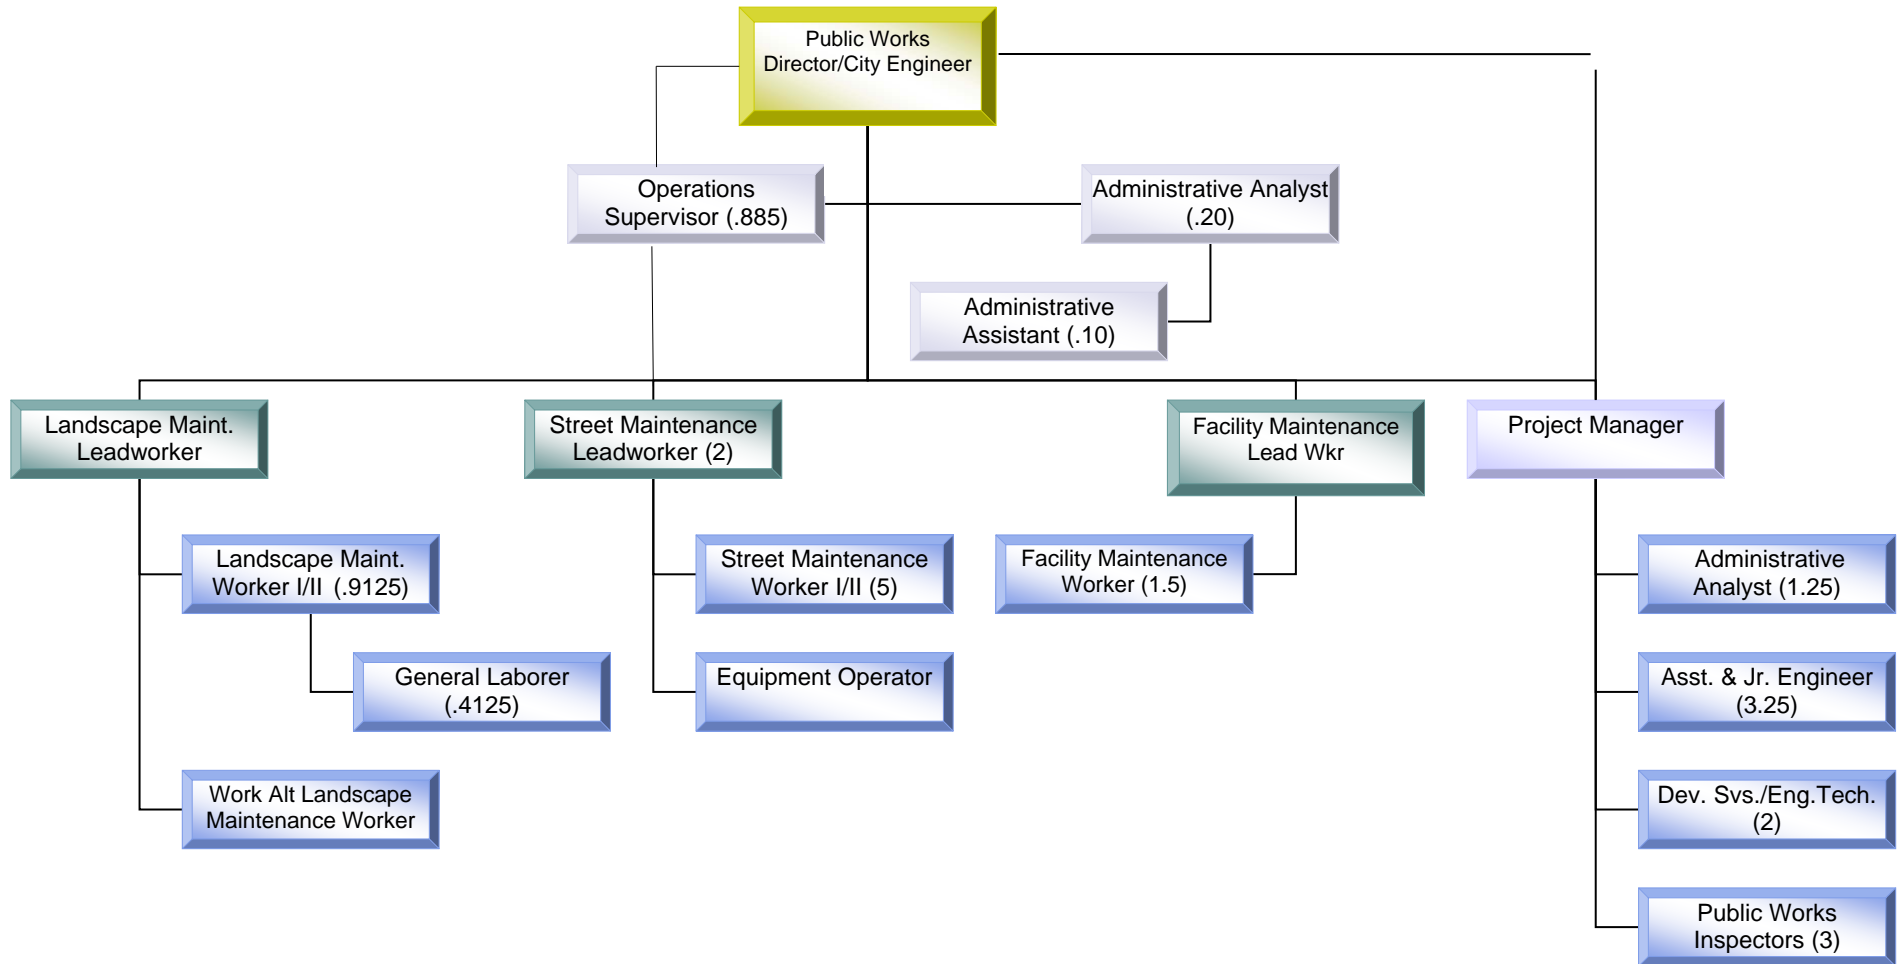 Public Works
Director/City Engineer
Operations
Supervisor (.885)
Administrative Analyst
(.20)
Administrative
Assistant (.10)
Landscape Maint.
Leadworker
Street Maintenance
Leadworker (2)
Facility Maintenance
Lead Wkr
Project Manager
Landscape Maint.
Worker I/II (.9125)
Street Maintenance
Worker I/II (5)
Facility Maintenance
Worker (1.5)
Administrative
Analyst (1.25)
General Laborer
(.4125)
Equipment Operator
Asst. & Jr. Engineer
(3.25)
Work Alt Landscape
Maintenance Worker
Dev. Svs./Eng.Tech.
(2)
Public Works
Inspectors (3)